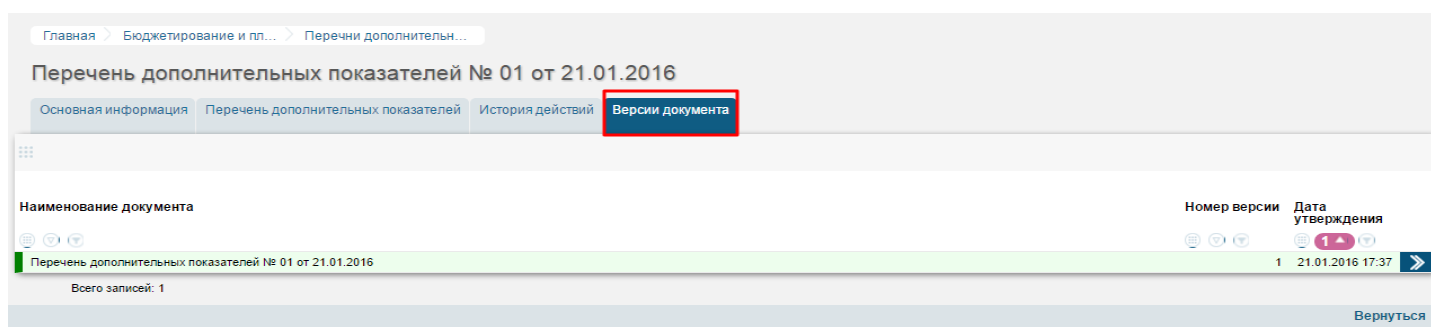 Главная Бюджетирование и пл... Перечни дополнительн...
Перечень дополнительных показателей № 01 от 21.01.2016
Основная информация Перечень дополнительных показателей История действий Версии документа
Наименование документа Номер версии Дата утверждения
1
Перечень дополнительных показателей № 01 от 21.01.2016 1 21.01.2016 17:37
Всего записей: 1
Вернуться